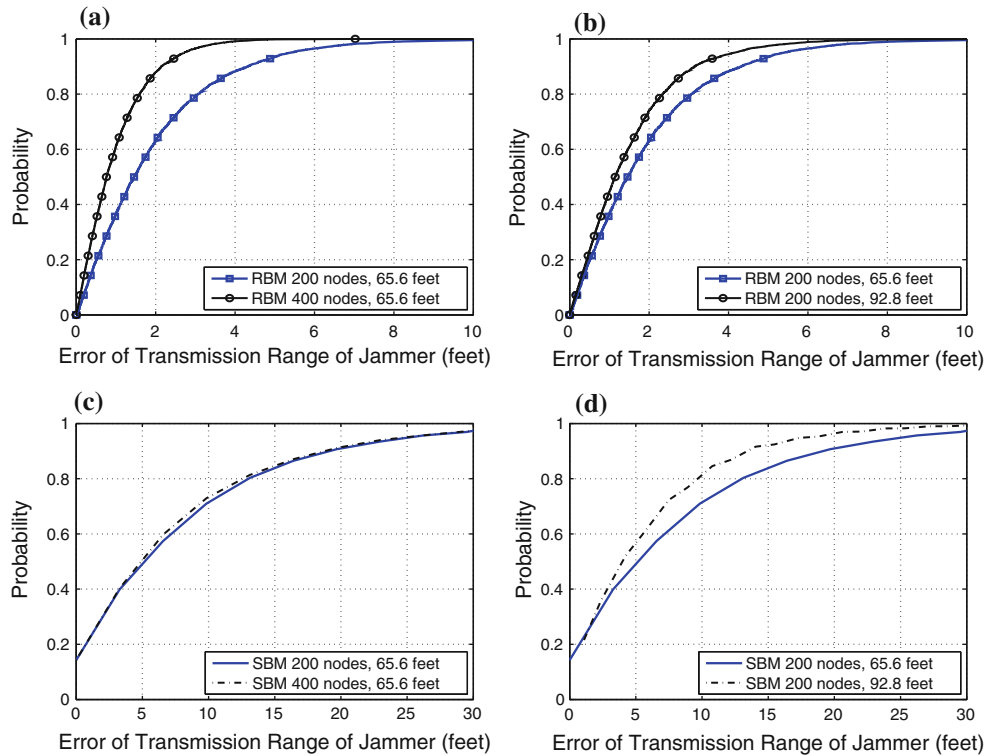 (a)
1
0.8
0.6
0.4
0.2
0
Probability
0 2 4 6 8 10
Error of Transmission Range of Jammer (feet)
RBM 200 nodes, 65.6 feet
RBM 400 nodes, 65.6 feet
(b)
1
0.8
0.6
0.4
0.2
0
Probability
0 2 4 6 8 10
Error of Transmission Range of Jammer (feet)
RBM 200 nodes, 65.6 feet
RBM 200 nodes, 92.8 feet
(c)
1
0.8
0.6
0.4
0.2
0
Probability
0 5 10 15 20 25 30
Error of Transmission Range of Jammer (feet)
SBM 200 nodes, 65.6 feet
SBM 400 nodes, 65.6 feet
(d)
1
0.8
0.6
0.4
0.2
0
Probability
0 5 10 15 20 25 30
Error of Transmission Range of Jammer (feet)
SBM 200 nodes, 65.6 feet
SBM 200 nodes, 92.8 feet